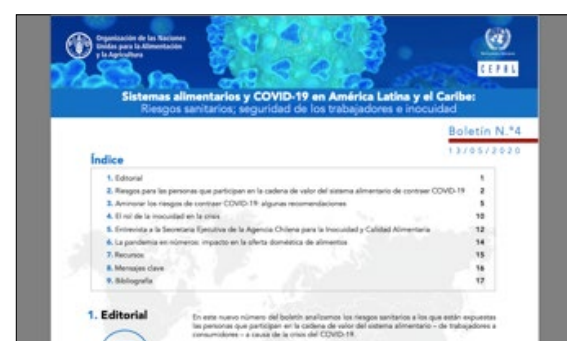 Organización de las Naciones
Unidas para la Alimentación
y la Agricultura
CEPAL
Sistemas alimentarios y COVID-19 en América Latina y el Caribe:
Riesgos sanitarios; seguridad de los trabajadores e inocuidad
Boletín N.º4
13/05/2020
Índice
1. Editorial 1
2. Riesgos para las personas que participan en la cadena de valor del sistema alimentario de contraer COVID-19 2
3. Aminorar los riesgos de contraer COVID-19: algunas recomendaciones 5
4. El rol de la inocuidad en la crisis 10
5. Entrevista a la Secretaria Ejecutiva de la Agencia Chilena para la Inocuidad y Calidad Alimentaria 12
6. La pandemia en números: impacto en la oferta doméstica de alimentos 14
7. Recursos 15
8. Mensajes clave 16
9. Bibliografía 17
1. Editorial
En este nuevo número del boletín analizamos los riesgos sanitarios a los que están expuestas
las personas que participan en la cadena de valor del sistema alimentario – de trabajadores a
consumidores – a causa de la crisis del COVID-19.